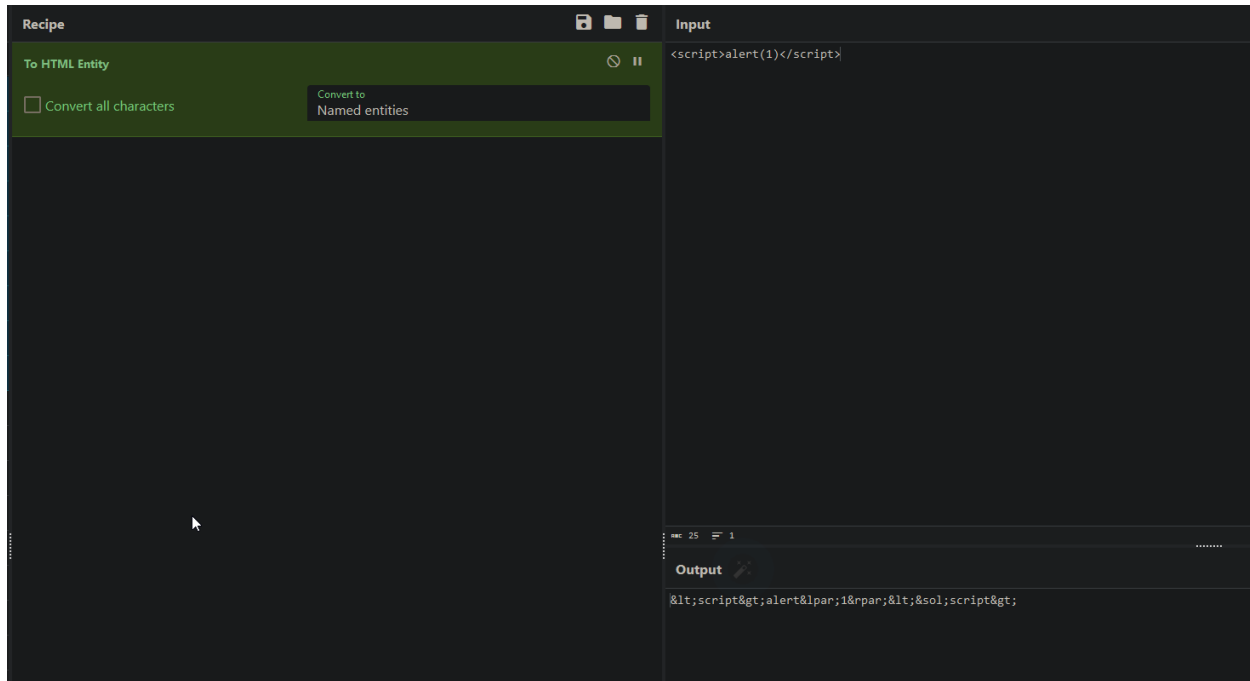 Recipe
To HTML Entity
Convert all characters
Convert to
Named entities
Input
<script>alert(1)</script>
25 1
Output
&lt;script&gt;alert&lpar;1&rpar;&lt;&sol;script&gt;